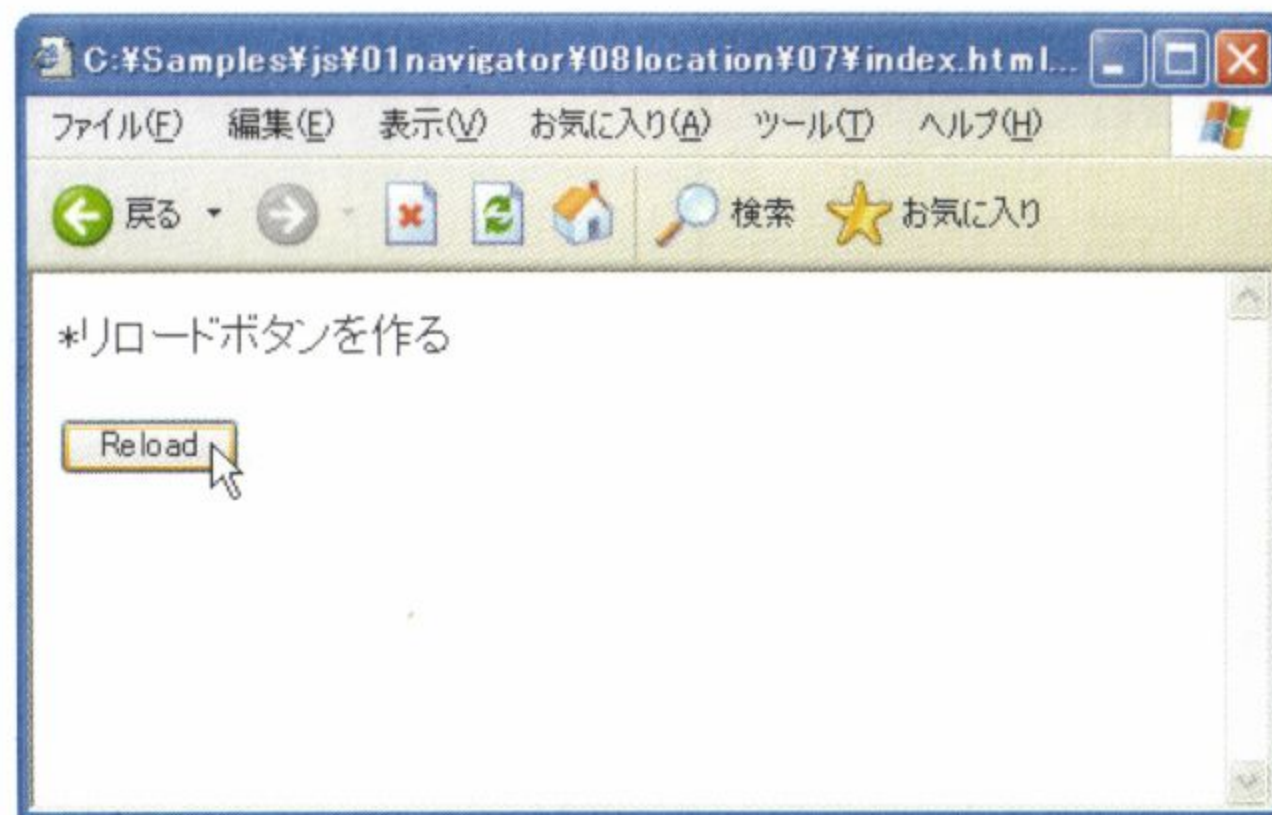 C:¥Samples¥js¥01navigator¥08location¥07¥index.html...
ファイル(F) 編集(E) 表示(V) お気に入り(A) ツール(T) ヘルプ(H)
戻る 検索 お気に入り
*リロードボタンを作る
Reload